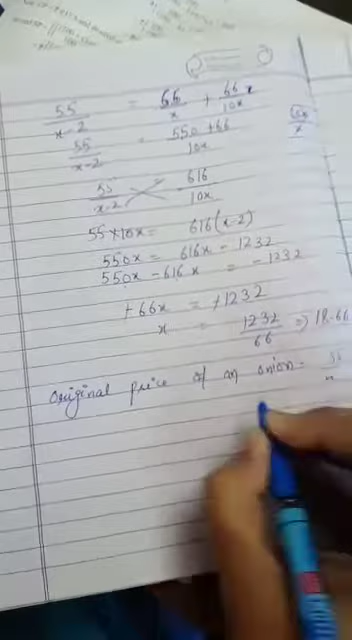 55/x-2 = 66/x + 66x/10x
55/x-2 = 550+66/10x
55/x-2 616/10x
55×10x = 616(x-2)
550x = 616x - 1232
550x - 616x = -1232
+66x = +1232
x = 1232/66 => 18.66
Original price of an onion =